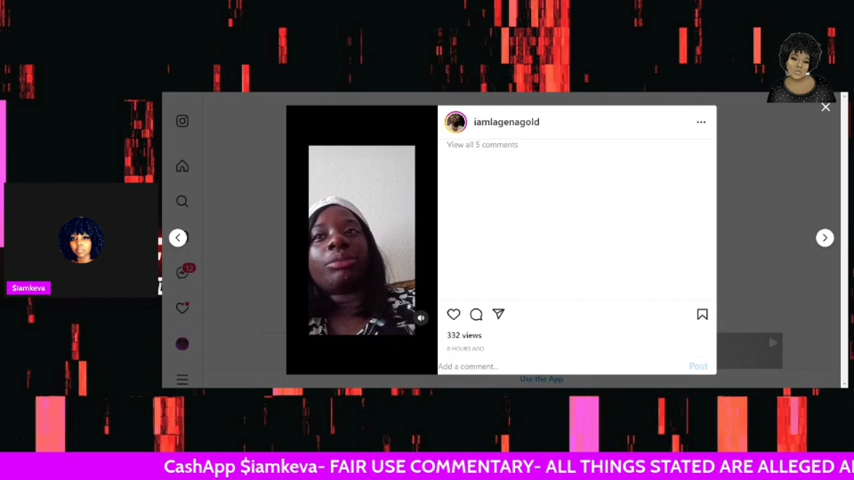 iamlagenagold
View all 5 comments
12
$iamkeva
332 views
8 HOURS AGO
Add a comment...
Post
Use the App
CashApp $iamkeva- FAIR USE COMMENTARY- ALL THINGS STATED ARE ALLEGED